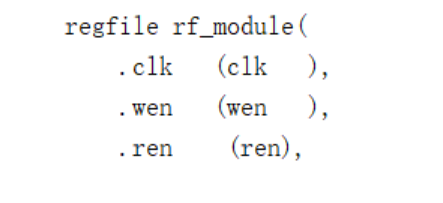 regfile rf_module(
.clk (clk ),
.wen (wen ),
.ren (ren),